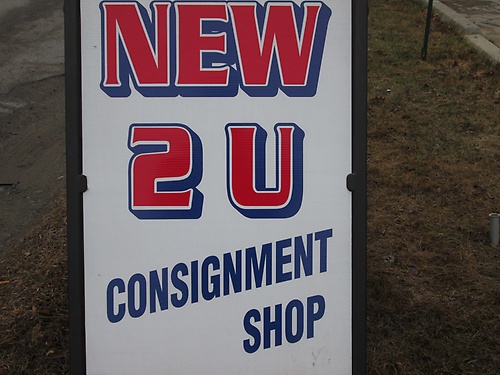 NEW
2 U
CONSIGNMENT
SHOP